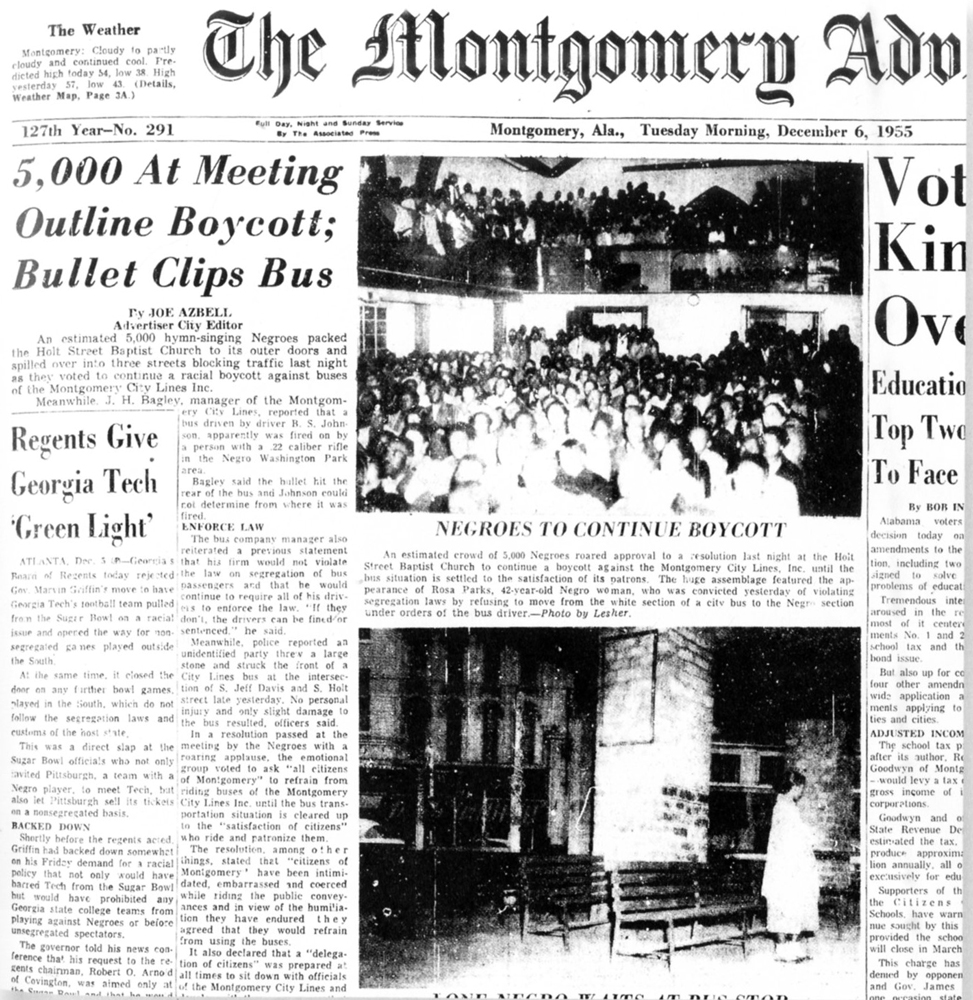 The Weather
Montgomery: Cloudy to partly
cloudy and continued cool. Pre-
dicted high today 54, low 38. High
yesterday 57, low 43. (Details,
Weather Map, Page 3A.)
The Montgomery Adv
127th Year—No. 291
Full Day, Night and Sunday Service
By The Associated Press
Montgomery, Ala., Tuesday Morning, December 6, 1955
5,000 At Meeting
Outline Boycott;
Bullet Clips Bus
By JOE AZBELL
Advertiser City Editor
An estimated 5,000 hymn-singing Negroes packed
the Holt Street Baptist Church to its outer doors and
spilled over into three streets blocking traffic last night
as they voted to continue a racial boycott against buses
of the Montgomery City Lines Inc.
Meanwhile, J. H. Bagley, manager of the Montgom-
ery City Lines, reported that a
bus driven by driver B. S. John-
son, apparently was fired on by
a person with a .22 caliber rifle
in the Negro Washington Park
area.
Bagley said the bullet hit the
rear of the bus and Johnson could
not determine from where it was
fired.
ENFORCE LAW
The bus company manager also
reiterated a previous statement
that his firm would not violate
the law on segregation of bus
passengers and that he would
continue to require all of his driv-
ers to enforce the law. "If they
don't, the drivers can be fined/or
sentenced." he said.
Meanwhile, police reported an
unidentified party threw a large
stone and struck the front of a
City Lines bus at the intersec-
tion of S. Jeff Davis and S. Holt
street late yesterday. No personal
injury and only slight damage to
the bus resulted, officers said.
In a resolution passed at the
meeting by the Negroes with a
roaring applause, the emotional
group voted to ask "all citizens
of Montgomery" to refrain from
riding buses of the Montgomery
City Lines Inc. until the bus trans-
portation situation is cleared up
to the "satisfaction of citizens"
who ride and patronize them.
The resolution, among other
things, stated that "citizens of
Montgomery' have been intimi-
dated, embarrassed and coerced
while riding the public convey-
ances and in view of the humilia-
tion they have endured they
agreed that they would refrain
from using the buses.
It also declared that a "delega-
tion of citizens" was prepared at
all times to sit down with officials
of the Montgomery City Lines and
Regents Give
Georgia Tech
'Green Light'
ATLANTA, Dec. 5 —Georgia's
Board of Regents today rejected
Gov. Marvin Griffin's move to have
Georgia Tech's football team pulled
from the Sugar Bowl on a racial
issue and opened the way for non-
segregated games played outside
the South.
At the same time, it closed the
door on any further bowl games,
played in the South, which do not
follow the segregation laws and
customs of the host state.
This was a direct slap at the
Sugar Bowl officials who not only
invited Pittsburgh, a team with a
Negro player, to meet Tech, but
also let Pittsburgh sell its tickets
on a nonsegregated basis.
BACKED DOWN
Shortly before the regents acted,
Griffin had backed down somewhat
on his Friday demand for a racial
policy that not only would have
barred Tech from the Sugar Bowl
but would have prohibited any
Georgia state college teams from
playing against Negroes or before
unsegregated spectators.
The governor told his news con-
ference that his request to the re-
gents chairman, Robert O. Arnold
of Covington, was aimed only at
the Sugar Bowl and that he would
NEGROES TO CONTINUE BOYCOTT
An estimated crowd of 5,000 Negroes roared approval to a resolution last night at the Holt
Street Baptist Church to continue a boycott against the Montgomery City Lines, Inc. until the
bus situation is settled to the satisfaction of its patrons. The huge assemblage featured the ap-
pearance of Rosa Parks, 42-year-old Negro woman, who was convicted yesterday of violating
segregation laws by refusing to move from the white section of a city bus to the Negro section
under orders of the bus driver.—Photo by Lesher.
LONE NEGRO WAITS AT BUS STOP
Vot
Kin
Ove
Educatio
Top Two
To Face
By BOB IN
Alabama voters
decision today on
amendments to the
tion, including two
signed to solve
problems of educat
Tremendous inte
aroused in the re
most of it center
ments No. 1 and 2
school tax and th
bond issue.
But also up for co
four other amendm
wide application a
ments applying to
ties and cities.
ADJUSTED INCOM
The school tax p
after its author, Re
Goodwyn of Montg
—would levy a tax
gross income of i
corporations.
Goodwyn and o
State Revenue De
estimated the tax,
produce approxima
lion annually, all o
exclusively for edu
Supporters of th
the Citizens
Schools, have warn
nue sought by this
provided the schoo
will close in March
This charge has
demed by opponen
and Gov. James
one occasion state